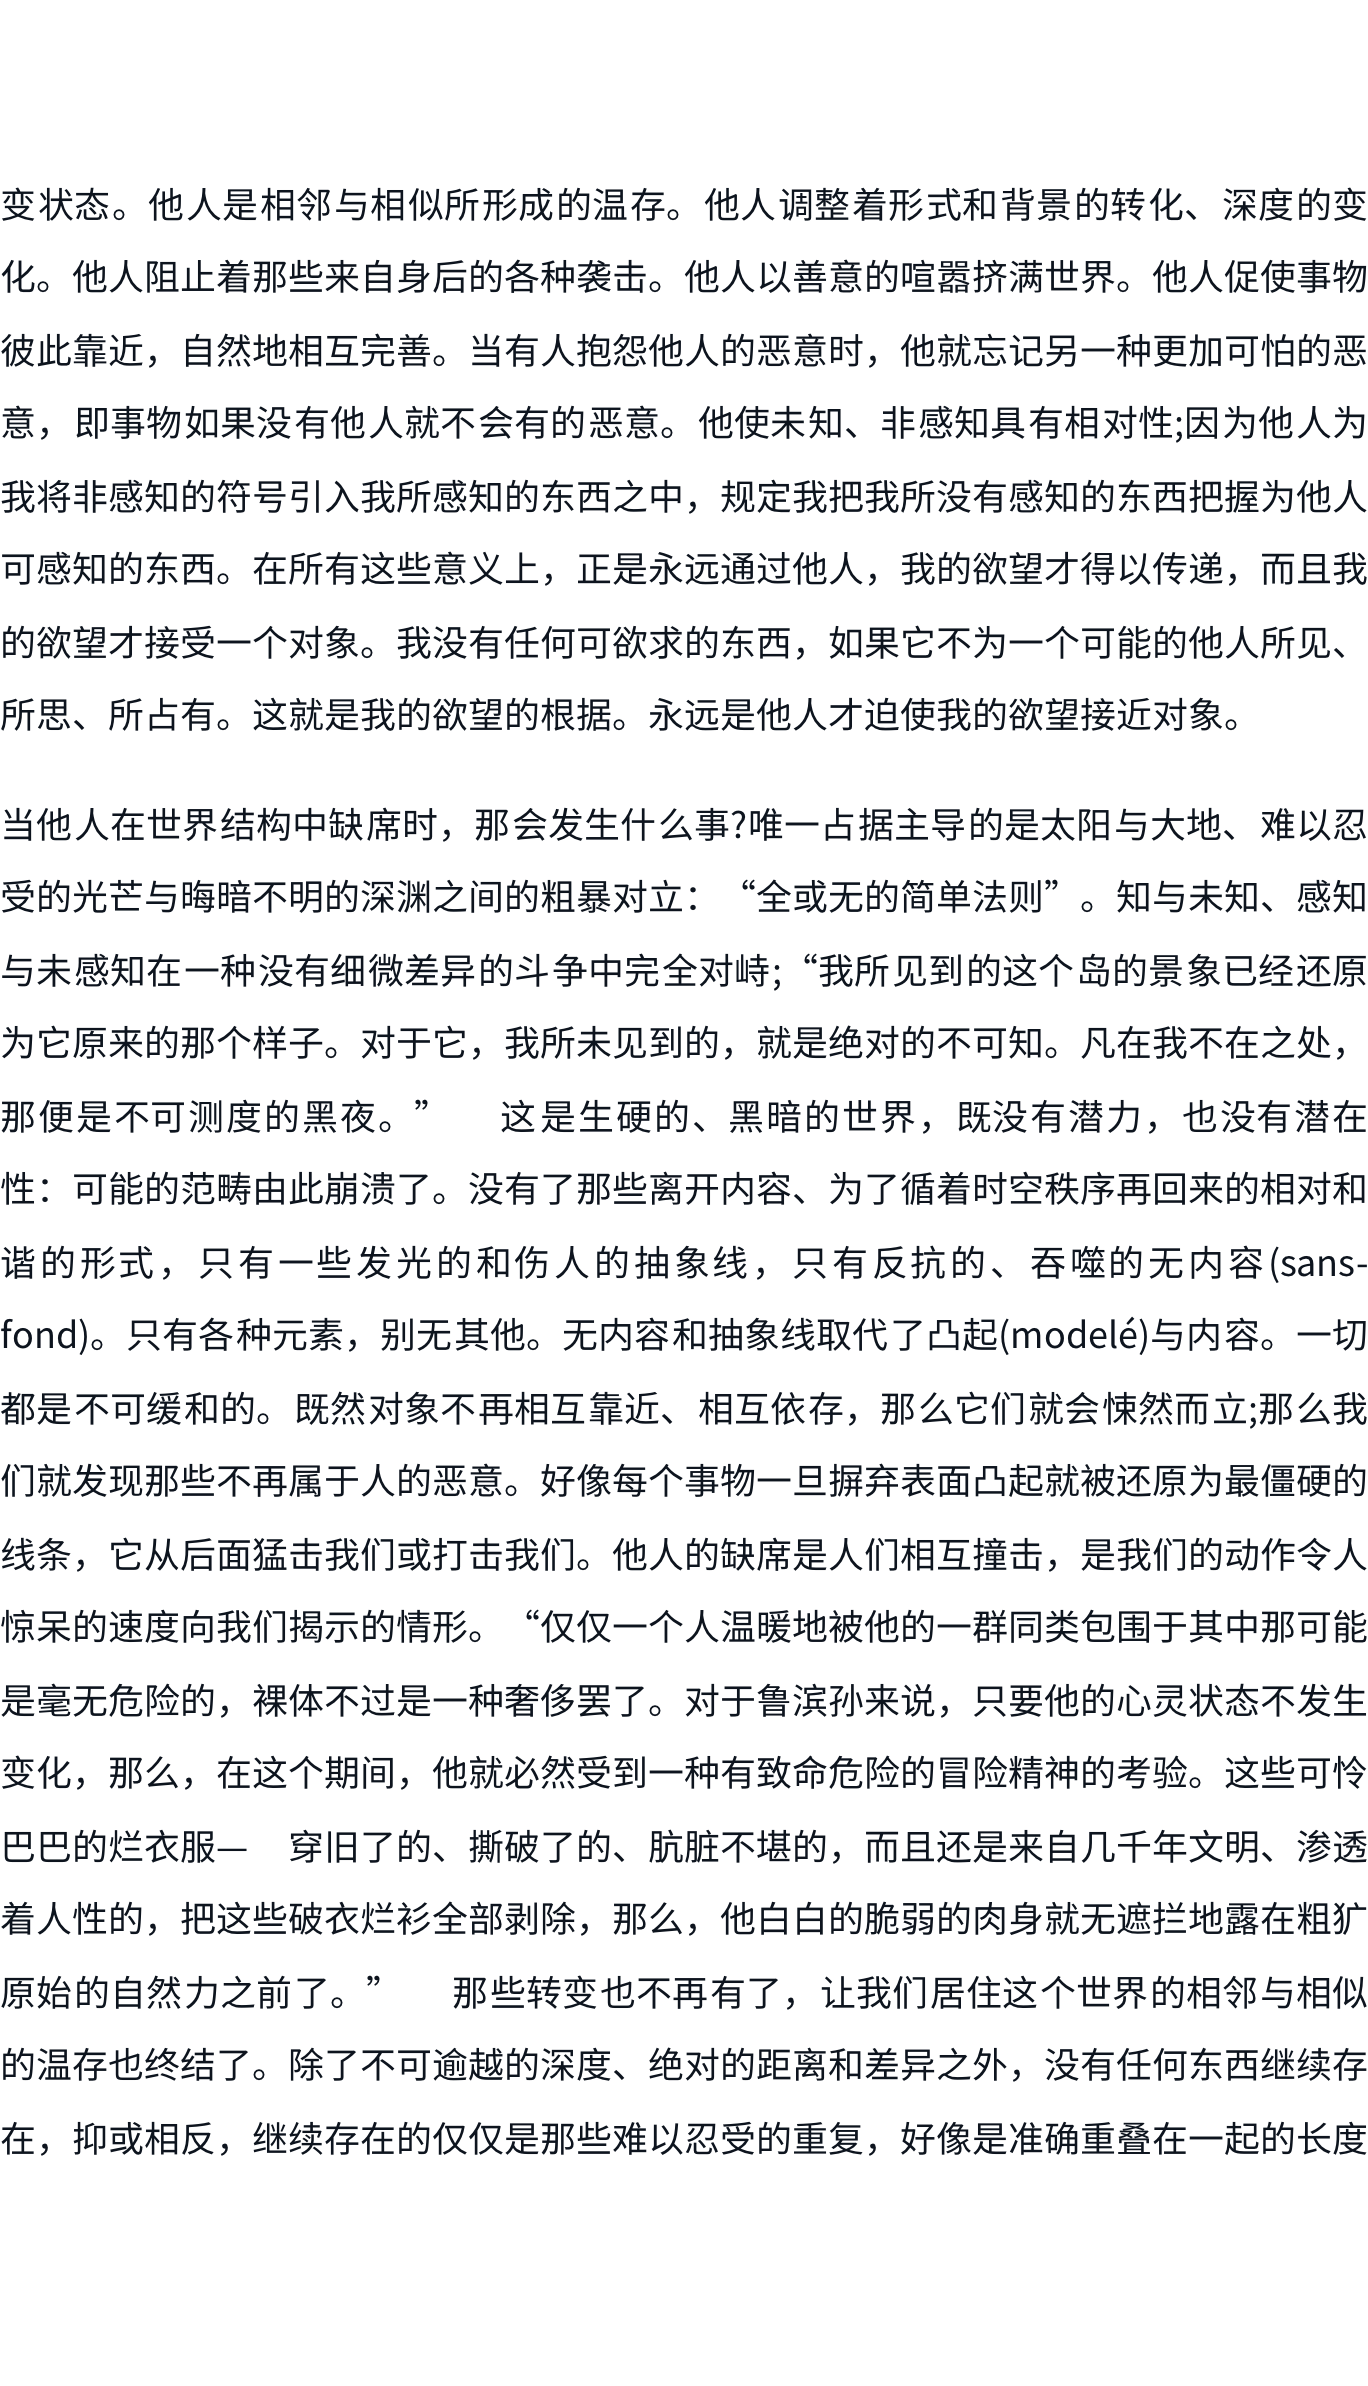 变状态。他人是相邻与相似所形成的温存。他人调整着形式和背景的转化、深度的变
化。他人阻止着那些来自身后的各种袭击。他人以善意的喧嚣挤满世界。他人促使事物
彼此靠近，自然地相互完善。当有人抱怨他人的恶意时，他就忘记另一种更加可怕的恶
意，即事物如果没有他人就不会有的恶意。他使未知、非感知具有相对性;因为他人为
我将非感知的符号引入我所感知的东西之中，规定我把我所没有感知的东西把握为他人
可感知的东西。在所有这些意义上，正是永远通过他人，我的欲望才得以传递，而且我
的欲望才接受一个对象。我没有任何可欲求的东西，如果它不为一个可能的他人所见、
所思、所占有。这就是我的欲望的根据。永远是他人才迫使我的欲望接近对象。
当他人在世界结构中缺席时，那会发生什么事?唯一占据主导的是太阳与大地、难以忍
受的光芒与晦暗不明的深渊之间的粗暴对立：“全或无的简单法则”。知与未知、感知
与未感知在一种没有细微差异的斗争中完全对峙;“我所见到的这个岛的景象已经还原
为它原来的那个样子。对于它，我所未见到的，就是绝对的不可知。凡在我不在之处，
那便是不可测度的黑夜。”　　这是生硬的、黑暗的世界，既没有潜力，也没有潜在
性：可能的范畴由此崩溃了。没有了那些离开内容、为了循着时空秩序再回来的相对和
谐的形式，只有一些发光的和伤人的抽象线，只有反抗的、吞噬的无内容(sans-
fond)。只有各种元素，别无其他。无内容和抽象线取代了凸起(modelé)与内容。一切
都是不可缓和的。既然对象不再相互靠近、相互依存，那么它们就会悚然而立;那么我
们就发现那些不再属于人的恶意。好像每个事物一旦摒弃表面凸起就被还原为最僵硬的
线条，它从后面猛击我们或打击我们。他人的缺席是人们相互撞击，是我们的动作令人
惊呆的速度向我们揭示的情形。“仅仅一个人温暖地被他的一群同类包围于其中那可能
是毫无危险的，裸体不过是一种奢侈罢了。对于鲁滨孙来说，只要他的心灵状态不发生
变化，那么，在这个期间，他就必然受到一种有致命危险的冒险精神的考验。这些可怜
巴巴的烂衣服—　穿旧了的、撕破了的、肮脏不堪的，而且还是来自几千年文明、渗透
着人性的，把这些破衣烂衫全部剥除，那么，他白白的脆弱的肉身就无遮拦地露在粗犷
原始的自然力之前了。”　　那些转变也不再有了，让我们居住这个世界的相邻与相似
的温存也终结了。除了不可逾越的深度、绝对的距离和差异之外，没有任何东西继续存
在，抑或相反，继续存在的仅仅是那些难以忍受的重复，好像是准确重叠在一起的长度